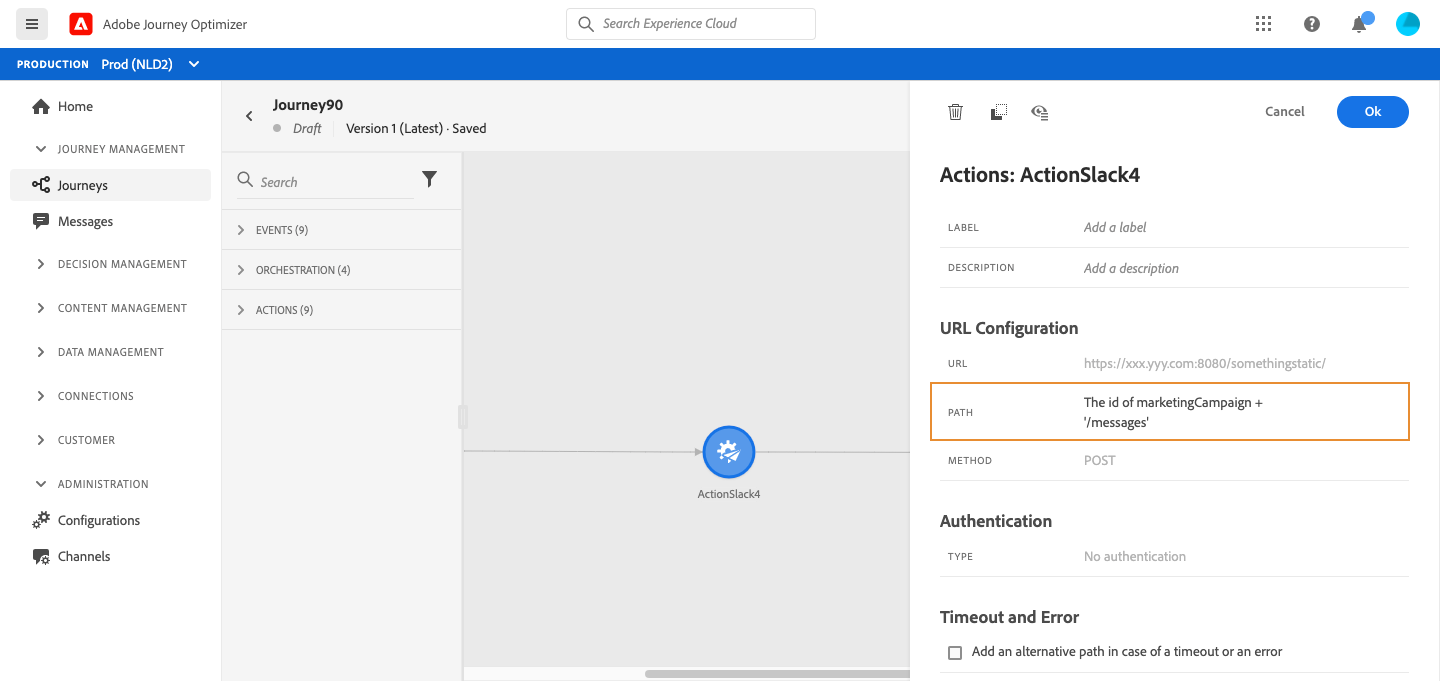 Adobe Journey Optimizer
Search Experience Cloud
PRODUCTION Prod (NLD2)
Home
JOURNEY MANAGEMENT
Journeys
Messages
DECISION MANAGEMENT
CONTENT MANAGEMENT
DATA MANAGEMENT
CONNECTIONS
CUSTOMER
ADMINISTRATION
Configurations
Channels
Journey90
Draft Version 1 (Latest) · Saved
Search
EVENTS (9)
ORCHESTRATION (4)
ACTIONS (9)
ActionSlack4
Cancel Ok
Actions: ActionSlack4
LABEL Add a label
DESCRIPTION Add a description
URL Configuration
URL https://xxx.yyy.com:8080/somethingstatic/
PATH The id of marketingCampaign +
'/messages'
METHOD POST
Authentication
TYPE No authentication
Timeout and Error
Add an alternative path in case of a timeout or an error